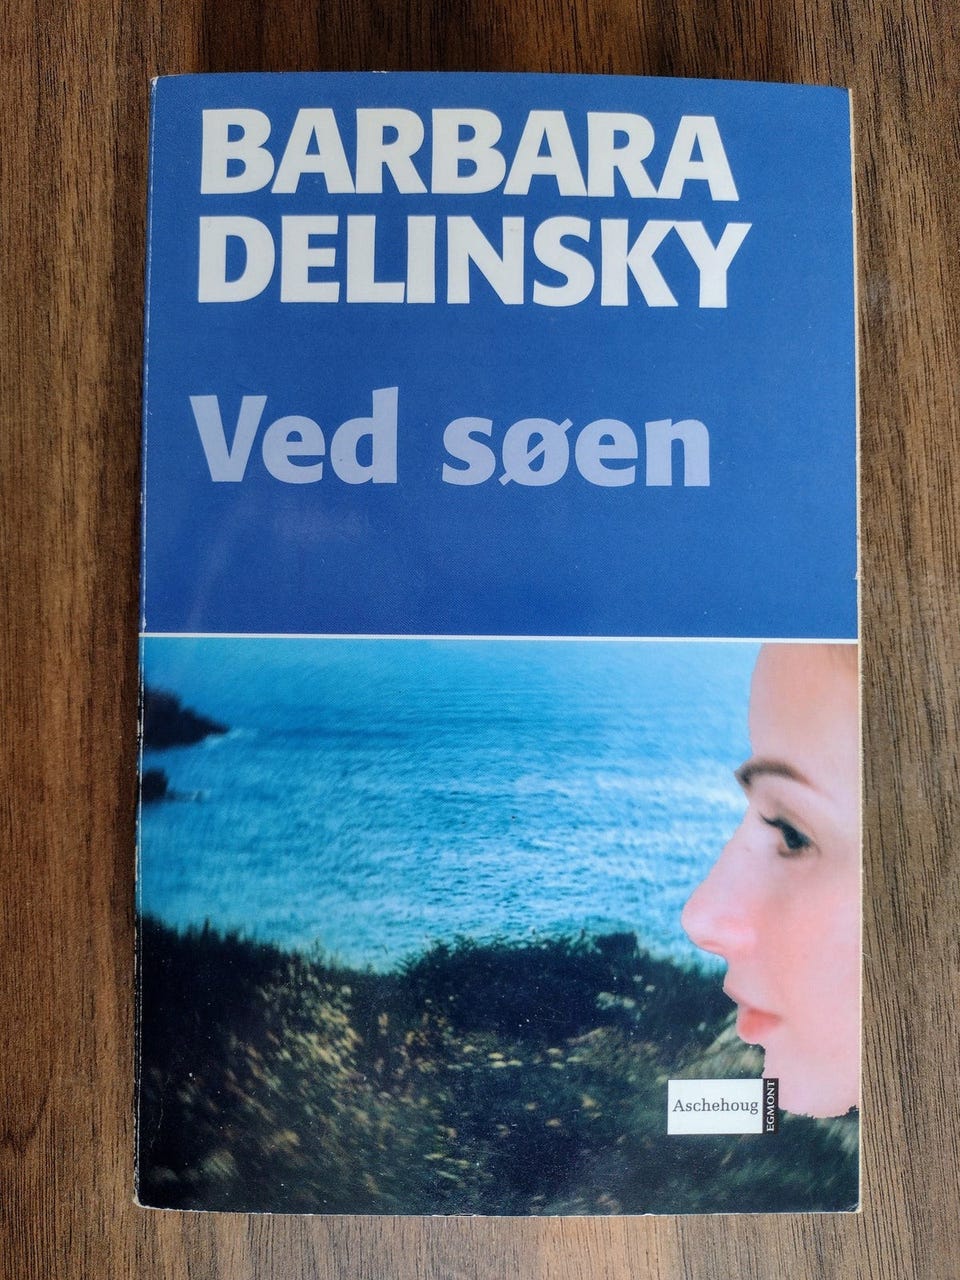 BARBARA
DELINSKY
Ved søen
Aschehoug
EGMONT